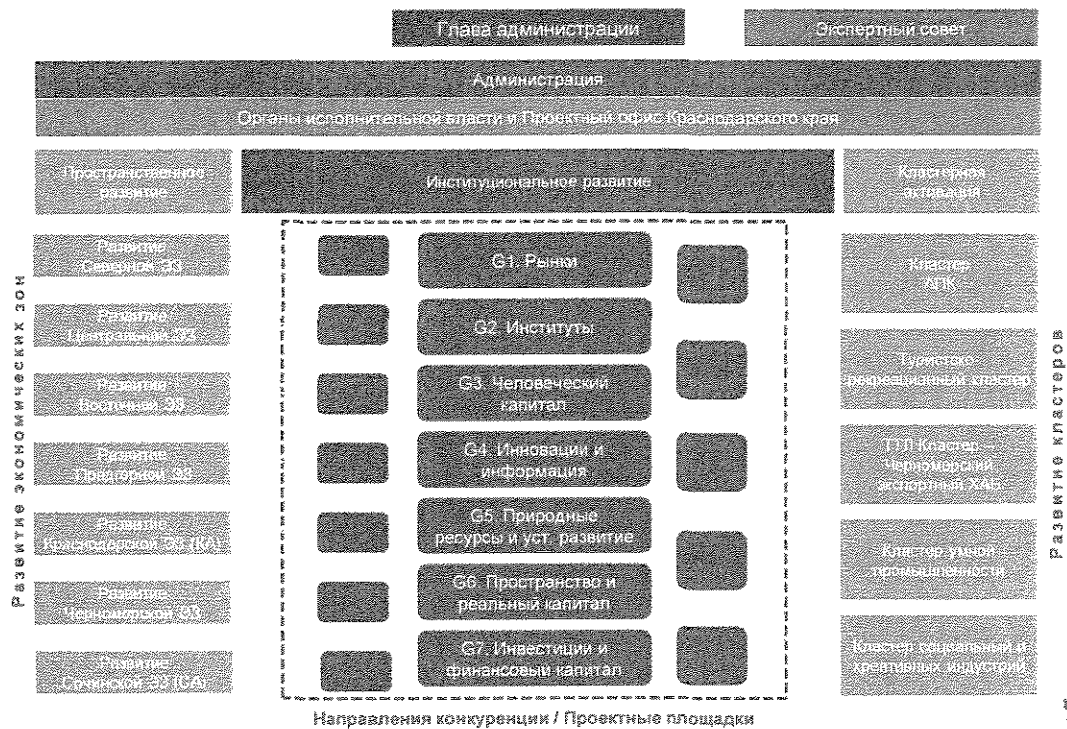 Глава администрации
Экспертный совет
Администрация
Органы исполнительной власти и Проектный офис Краснодарского края
Пространственное
развитие
Институциональное развитие
Кластерная
активация
Развитие экономических зон
Развитие
Северной ЭЗ
Развитие
Центральной ЭЗ
Развитие
Восточной ЭЗ
Развитие
Предгорной ЭЗ
Развитие
Краснодарской ЭЗ (КА)
Развитие
Черноморской ЭЗ
Развитие
Сочинской ЭЗ (СА)
G1. Рынки
G2. Институты
G3. Человеческий
капитал
G4. Инновации и
информация
G5. Природные
ресурсы и уст. развитие
G6. Пространство и
реальный капитал
G7. Инвестиции и
финансовый капитал
Кластер
АПК
Туристско-
рекреационный кластер
ТТЛ Кластер –
Черноморский
экспортный ХАБ
Кластер умной
промышленности
Кластер социальный и
креативных индустрий
Развитие кластеров
Направления конкуренции / Проектные площадки